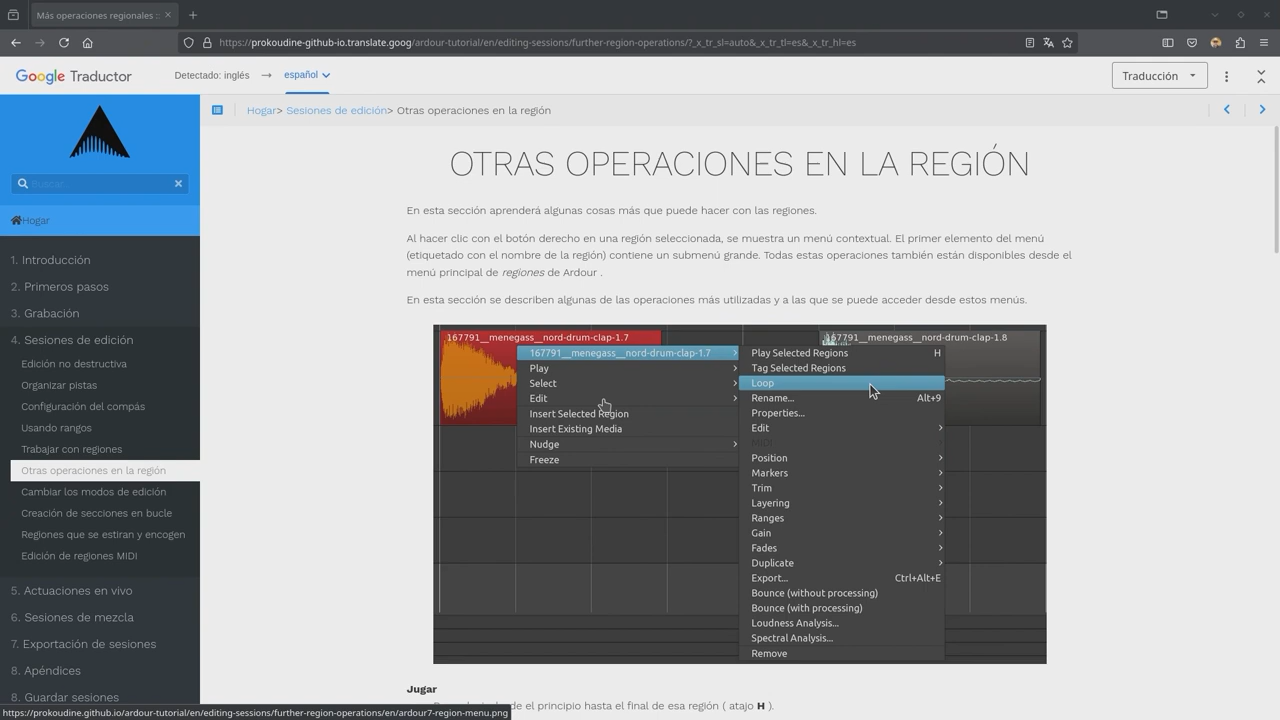 Más operaciones regionales ::
https://prokoudine-github-io.translate.goog/ardour-tutorial/en/editing-sessions/further-region-operations/?_x_tr_sl=auto&_x_tr_tl=es&_x_tr_hl=es
Google Traductor
Detectado: inglés
español
Traducción
Hogar> Sesiones de edición> Otras operaciones en la región
Buscar...
Hogar
1. Introducción
2. Primeros pasos
3. Grabación
4. Sesiones de edición
Edición no destructiva
Organizar pistas
Configuración del compás
Usando rangos
Trabajar con regiones
Otras operaciones en la región
Cambiar los modos de edición
Creación de secciones en bucle
Regiones que se estiran y encogen
Edición de regiones MIDI
5. Actuaciones en vivo
6. Sesiones de mezcla
7. Exportación de sesiones
8. Apéndices
8. Guardar sesiones
OTRAS OPERACIONES EN LA REGIÓN
En esta sección aprenderá algunas cosas más que puede hacer con las regiones.
Al hacer clic con el botón derecho en una región seleccionada, se muestra un menú contextual. El primer elemento del menú
(etiquetado con el nombre de la región) contiene un submenú grande. Todas estas operaciones también están disponibles desde el
menú principal de regiones de Ardour .
En esta sección se describen algunas de las operaciones más utilizadas y a las que se puede acceder desde estos menús.
167791__menegass__nord-drum-clap-1.7
167791__menegass__nord-drum-clap-1.8
167791__menegass__nord-drum-clap-1.7
Play
Select
Edit
Insert Selected Region
Insert Existing Media
Nudge
Freeze
Play Selected Regions H
Tag Selected Regions
Loop
Rename... Alt+9
Properties...
Edit
MIDI
Position
Markers
Trim
Layering
Ranges
Gain
Fades
Duplicate
Export... Ctrl+Alt+E
Bounce (without processing)
Bounce (with processing)
Loudness Analysis...
Spectral Analysis...
Remove
Jugar
desde el principio hasta el final de esa región ( atajo H ).
https://prokoudine.github.io/ardour-tutorial/en/editing-sessions/further-region-operations/en/ardour7-region-menu.png